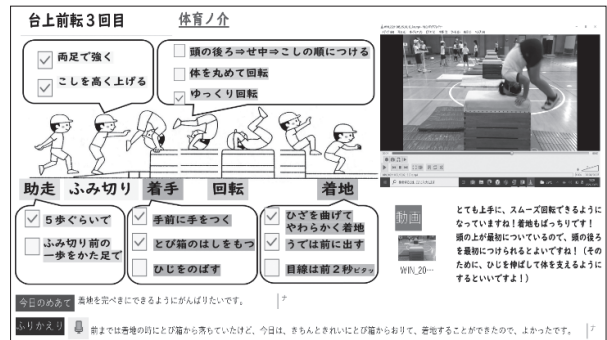 台上前転3回目
体育ノ介
両足で強く
こしを高く上げる
頭の後ろ⇒せ中⇒こしの順につける
体を丸めて回転
ゆっくり回転
助走
ふみ切り
着手
回転
着地
5歩ぐらいで
ふみ切り前の
一歩をかた足で
手前に手をつく
とび箱のはしをもつ
ひじをのばす
ひざを曲げて
やわらかく着地
うでは前に出す
目線は前2秒ピタッ
動画
とても上手に、スムーズ回転できるように
なっていますね!着地もばっちりです!
頭の上が最初についているので、頭の後ろ
を最初につけられるとよいですね!(その
ために、ひじを伸ばして体を支えるように
するといいですよ!)
今日のめあて
着地を完ぺきにできるようにがんばりたいです。
ふりかえり
前までは着地の時にとび箱から落ちていたけど、今日は、きちんときれいにとび箱からおりて、着地することができたので、よかったです。